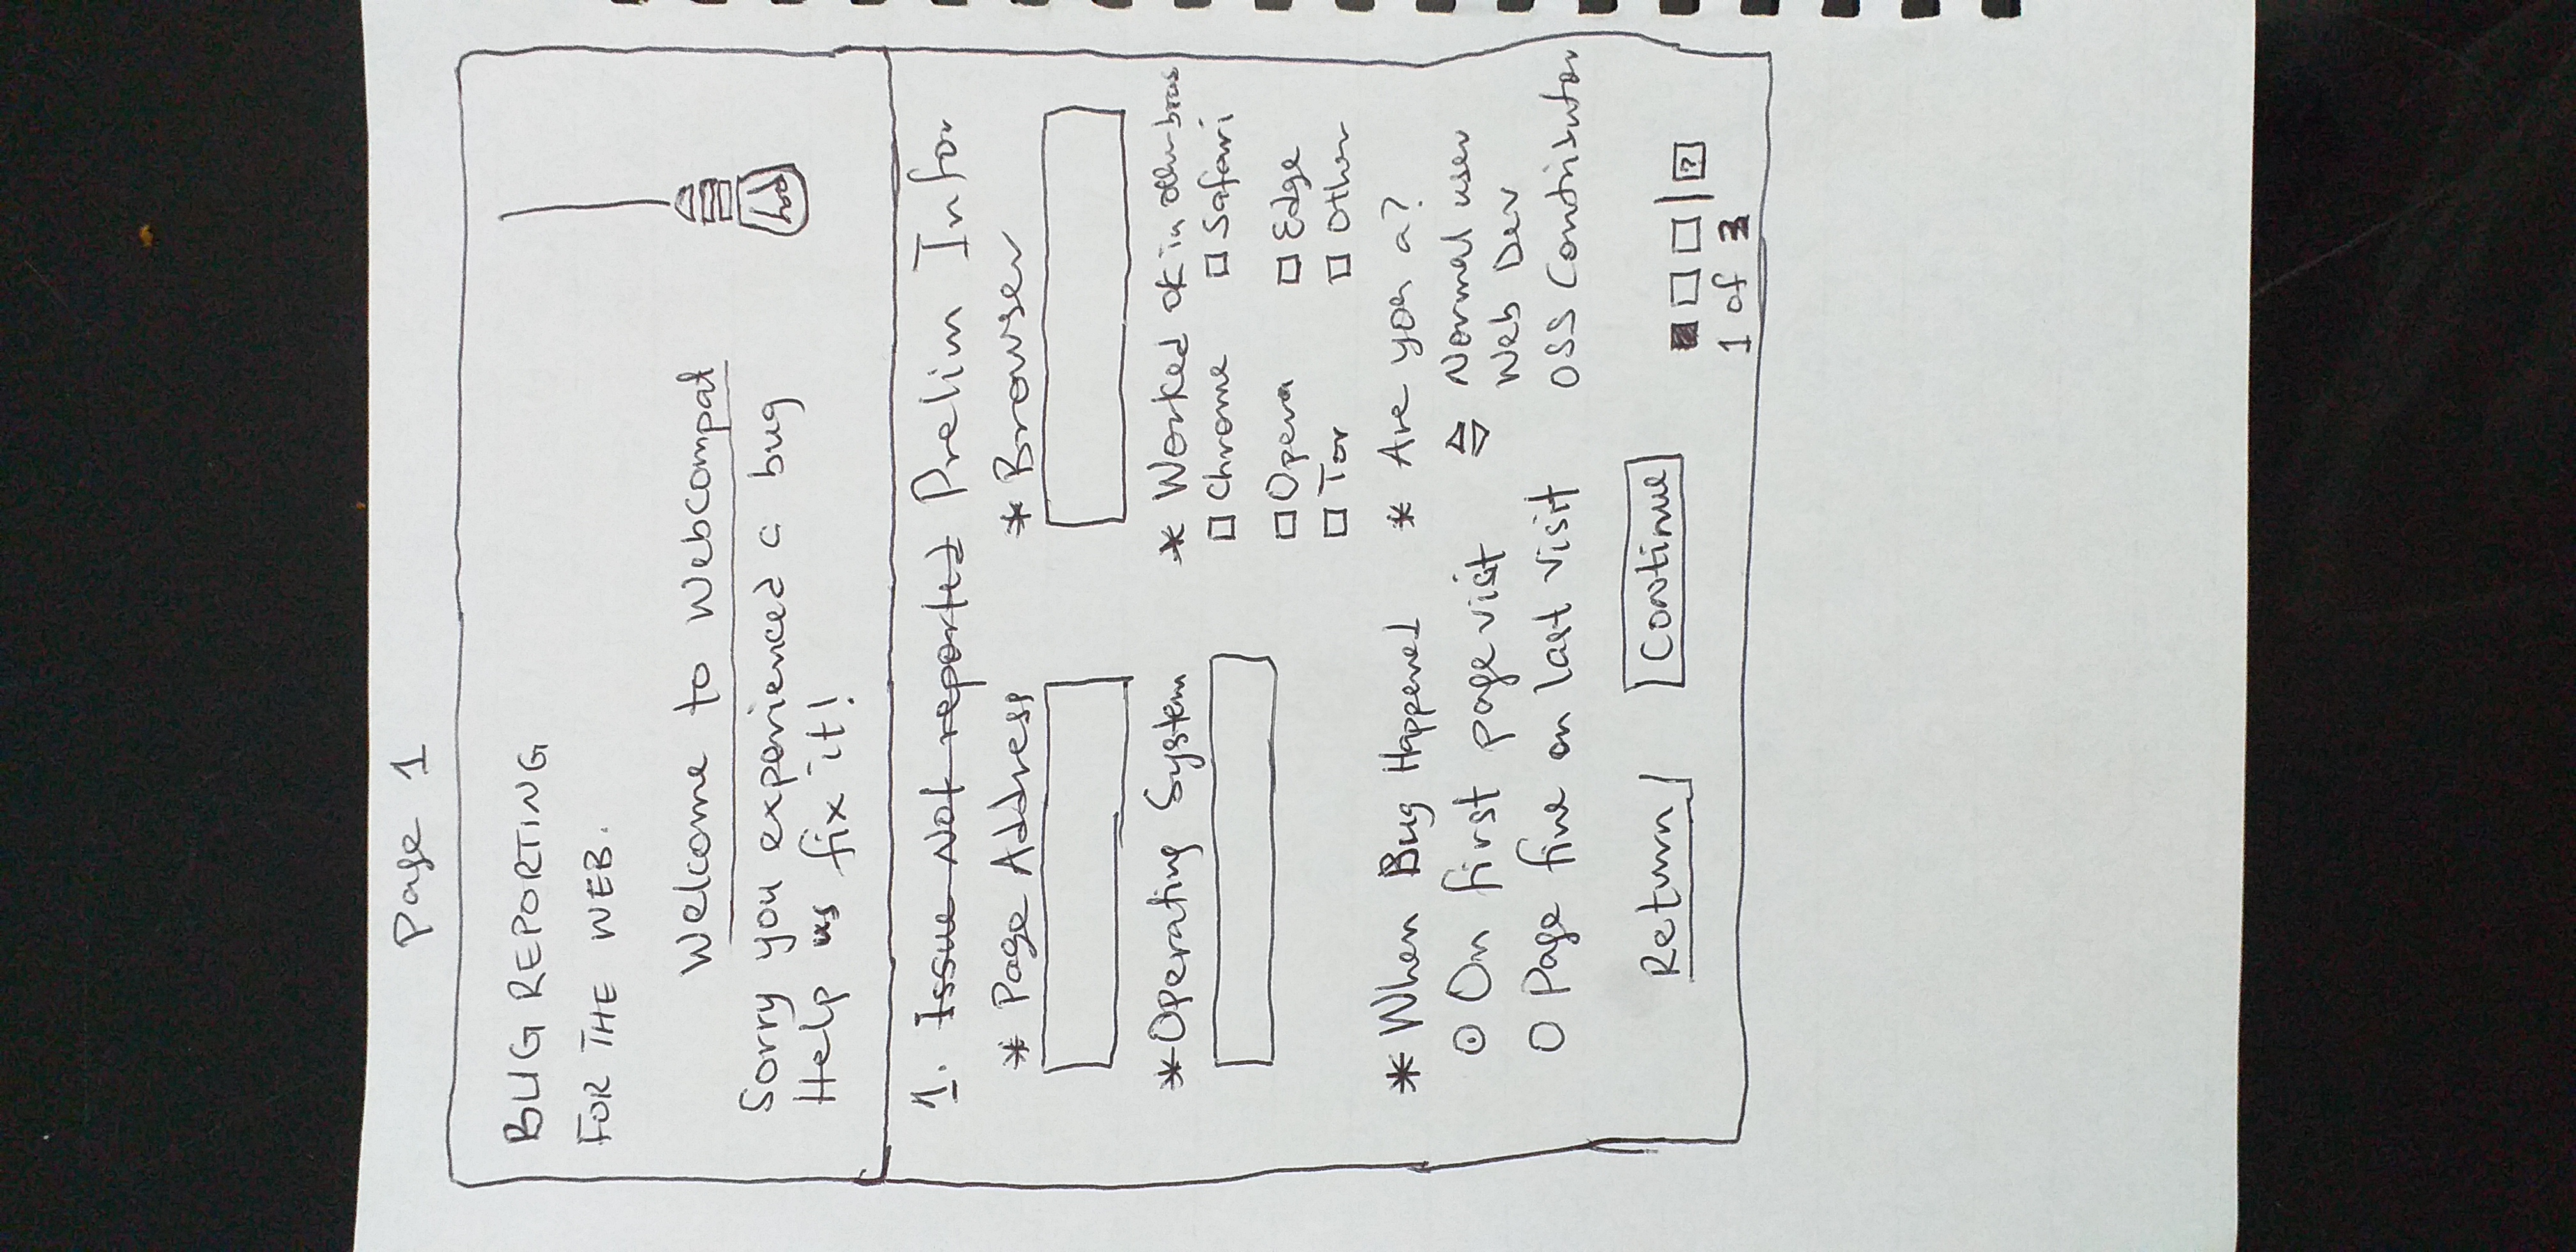 Page 1
BUG REPORTING
FOR THE WEB.
Welcome to Webcompat
Sorry you experienced a bug
Help us fix it!
1. Issue Not reported Prelim Infor
* Page Address
* Browser
* Operating System
* Worked ok in other
Chrome
Safari
Opera
Edge
Tor
Other
* When Bug Happened
On first page visit
Page fine on last visit
* Are you a?
Normal user
Web Dev
OSS Contributor
Return
Continue
?
1 of 3